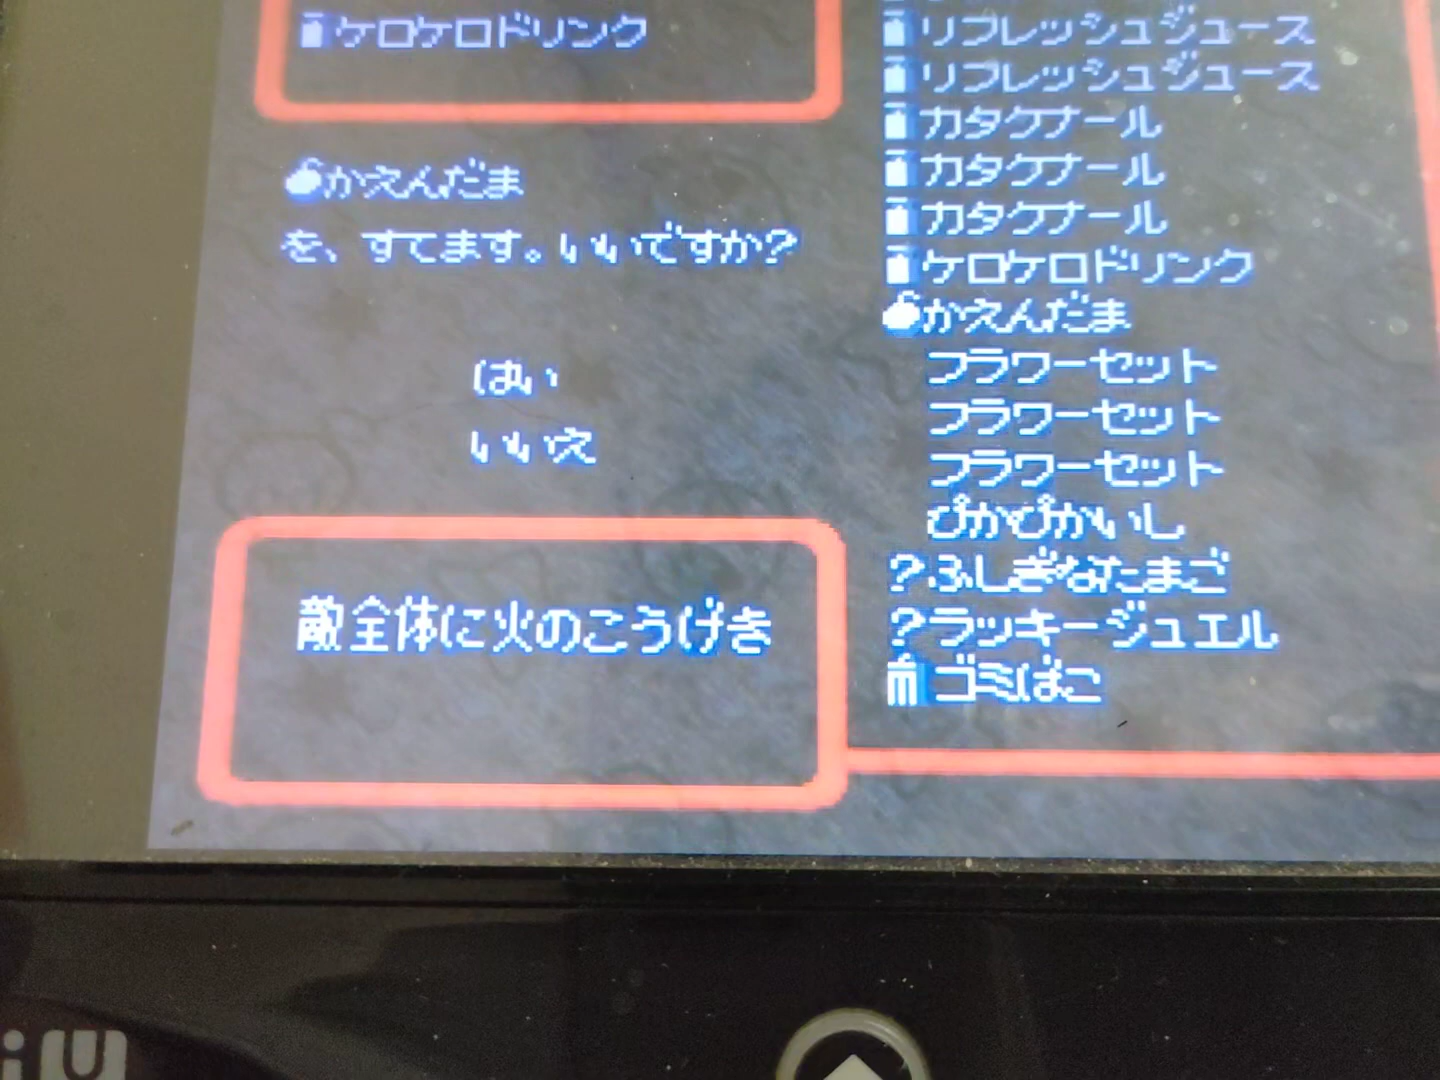 ケロケロドリンク
かえんだま
を、すてます。いいですか?
はい
いいえ
敵全体に火のこうげき
リフレッシュジュース
リフレッシュジュース
カタクナール
カタクナール
カタクナール
ケロケロドリンク
かえんだま
フラワーセット
フラワーセット
フラワーセット
ぴかぴかいし
?ふしぎなたまご
?ラッキージュエル
ゴミばこ
iU